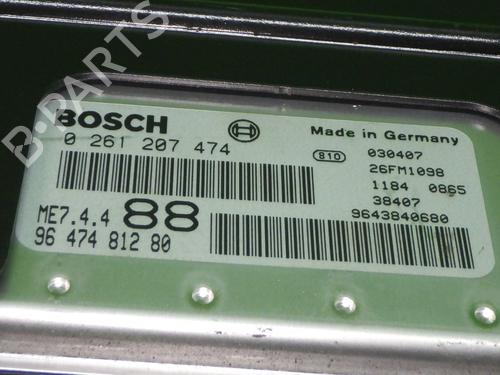 B-PARTS
BOSCH
Made in Germany
0 261 207 474
810
030407
26FM1098
1184 0865
38407
9643840680
ME7.4.4 88
96 474 812 80